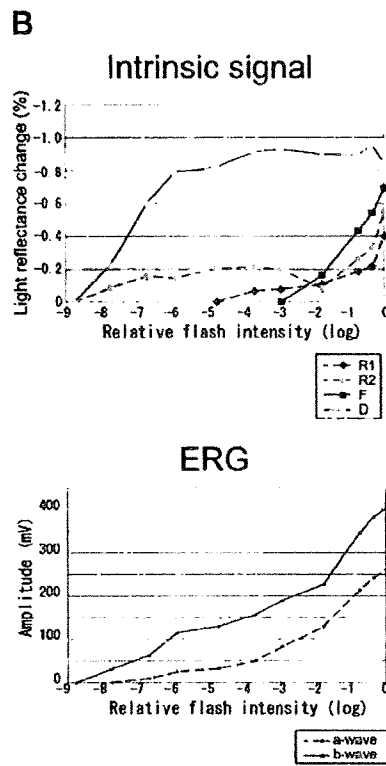 B
Intrinsic signal
Light reflectance change (%)
-1.2
-1.0
-0.8
-0.6
-0.4
-0.2
0
-9 -8 -7 -6 -5 -4 -3 -2 -1 0
Relative flash intensity (log)
R1
R2
F
D
ERG
Amplitude (mV)
400
300
200
100
0
-9 -8 -7 -6 -5 -4 -3 -2 -1 0
Relative flash intensity (log)
a-wave
b-wave